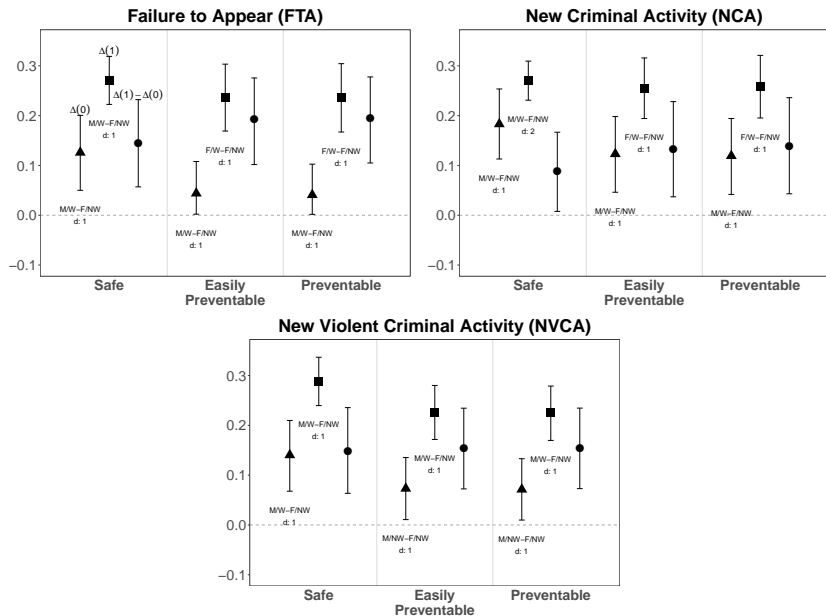 Failure to Appear (FTA)
0.3
0.2
0.1
0.0
−0.1
Δ(1)
Δ(0)
Δ(1)−Δ(0)
M/W−F/NW
d: 1
M/W−F/NW
d: 1
F/W−F/NW
d: 1
M/W−F/NW
d: 1
F/W−F/NW
d: 1
M/W−F/NW
d: 1
Safe
Easily
Preventable
Preventable
New Criminal Activity (NCA)
0.3
0.2
0.1
0.0
−0.1
M/W−F/NW
d: 2
M/W−F/NW
d: 1
F/W−F/NW
d: 1
M/W−F/NW
d: 1
F/W−F/NW
d: 1
M/W−F/NW
d: 1
Safe
Easily
Preventable
Preventable
New Violent Criminal Activity (NVCA)
0.3
0.2
0.1
0.0
−0.1
M/W−F/NW
d: 1
M/W−F/NW
d: 1
M/W−F/NW
d: 1
M/NW−F/NW
d: 1
M/W−F/NW
d: 1
M/NW−F/NW
d: 1
Safe
Easily
Preventable
Preventable